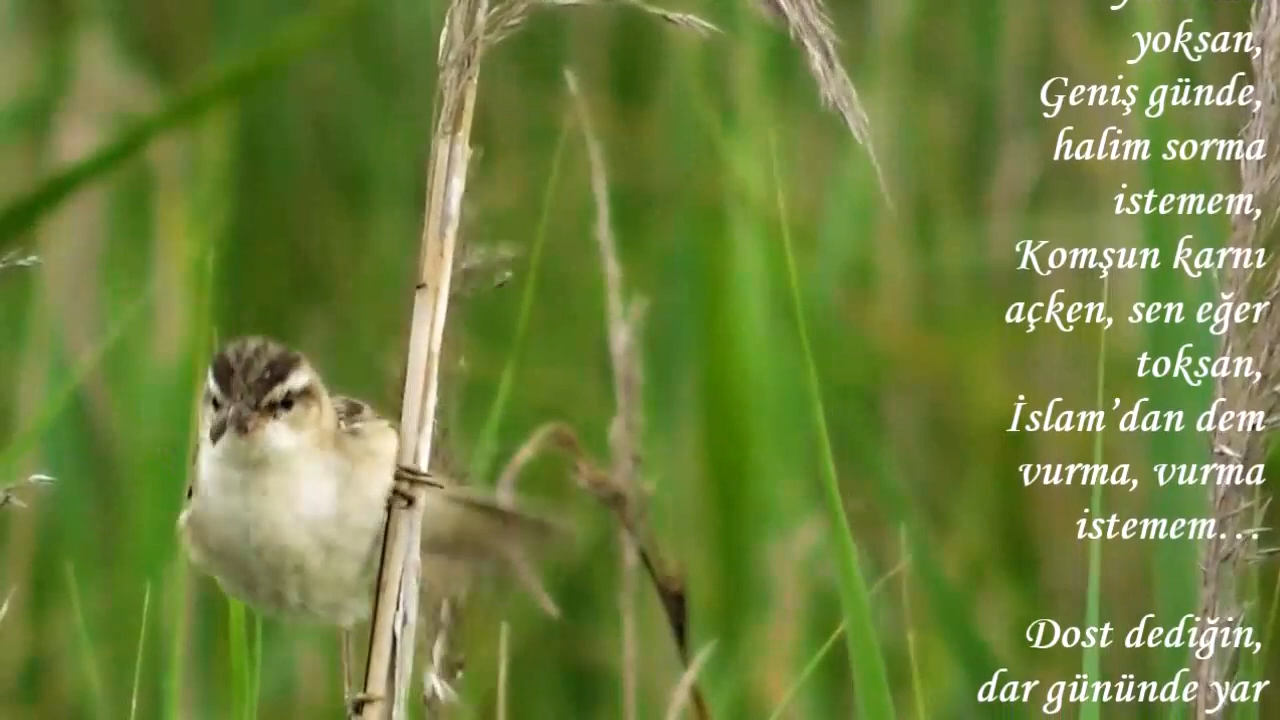 yoksan,
Geniş günde,
halim sorma
istemem,
Komşun karnı
açken, sen eğer
toksan,
İslam’dan dem
vurma, vurma
istemem…
Dost dediğin,
dar gününde yar